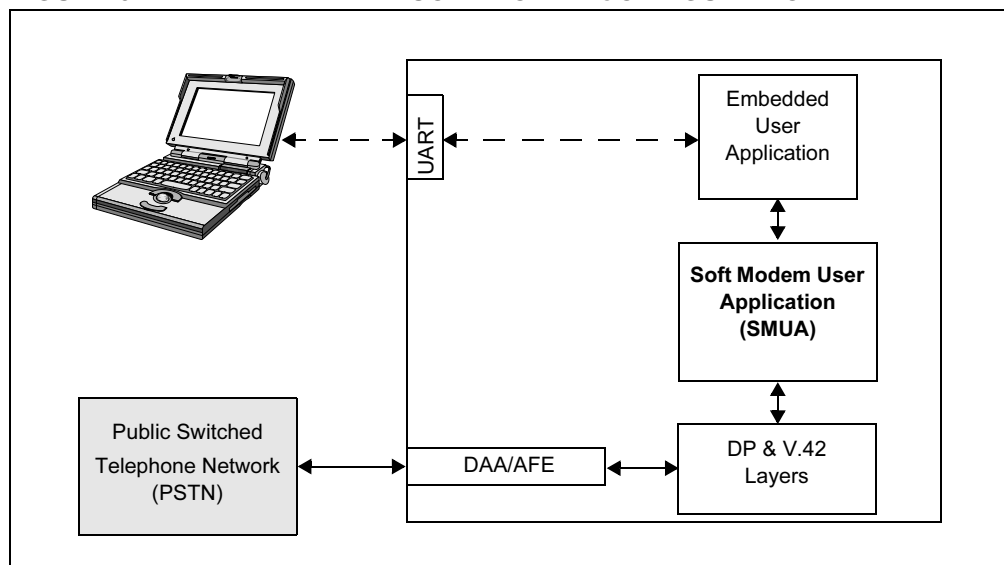 Embedded
User
Application
UART
Soft Modem User
Application
(SMUA)
Public Switched
Telephone Network
(PSTN)
DAA/AFE
DP & V.42
Layers